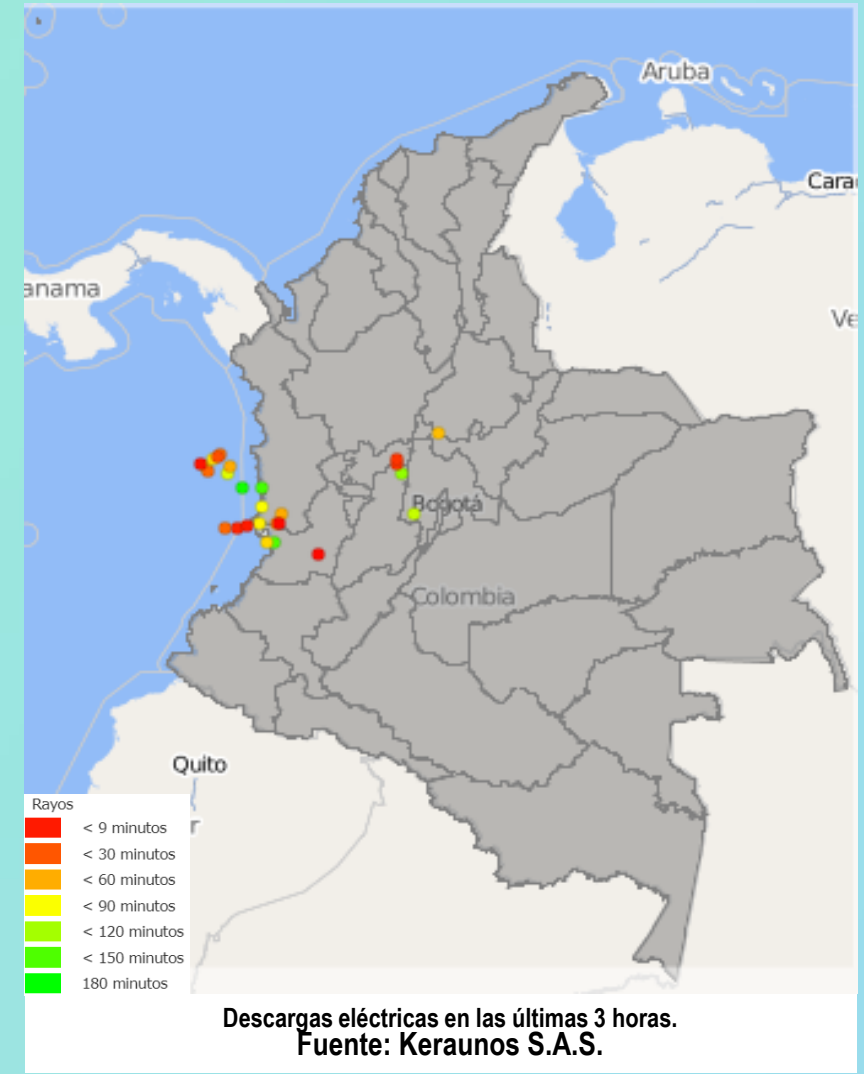 Aruba
Cara
anama
Ve
Bogotá
Colombia
Quito
r
Rayos
< 9 minutos
< 30 minutos
< 60 minutos
< 90 minutos
< 120 minutos
< 150 minutos
180 minutos
Descargas eléctricas en las últimas 3 horas.
Fuente: Keraunos S.A.S.